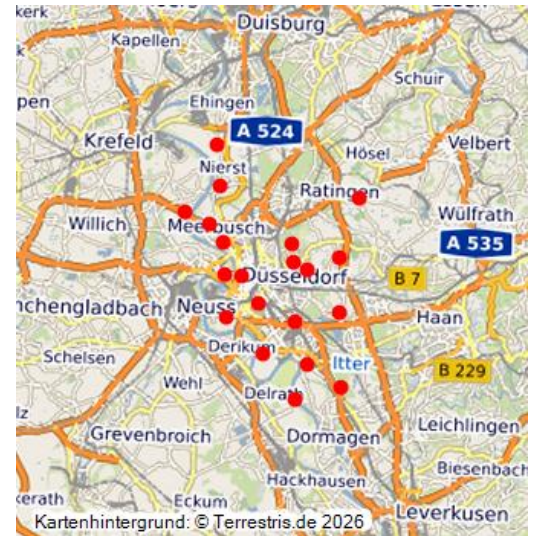 Duisburg
Kapellen
Schuir
Ehingen
A 524
Krefeld
Velbert
Hösel
Nierst
Ratingen
Wülfrath
Willich
Meerbusch
A 535
Düsseldorf
B 7
nchengladbach
Neuss
Haan
Derikum
Schelsen
Itter
B 229
Wehl
Delrath
Leichlingen
Grevenbroich
Dormagen
Biesenbach
Hackhausen
kerath
Eckum
Leverkusen
Kartenhintergrund: © Terrestris.de 2026